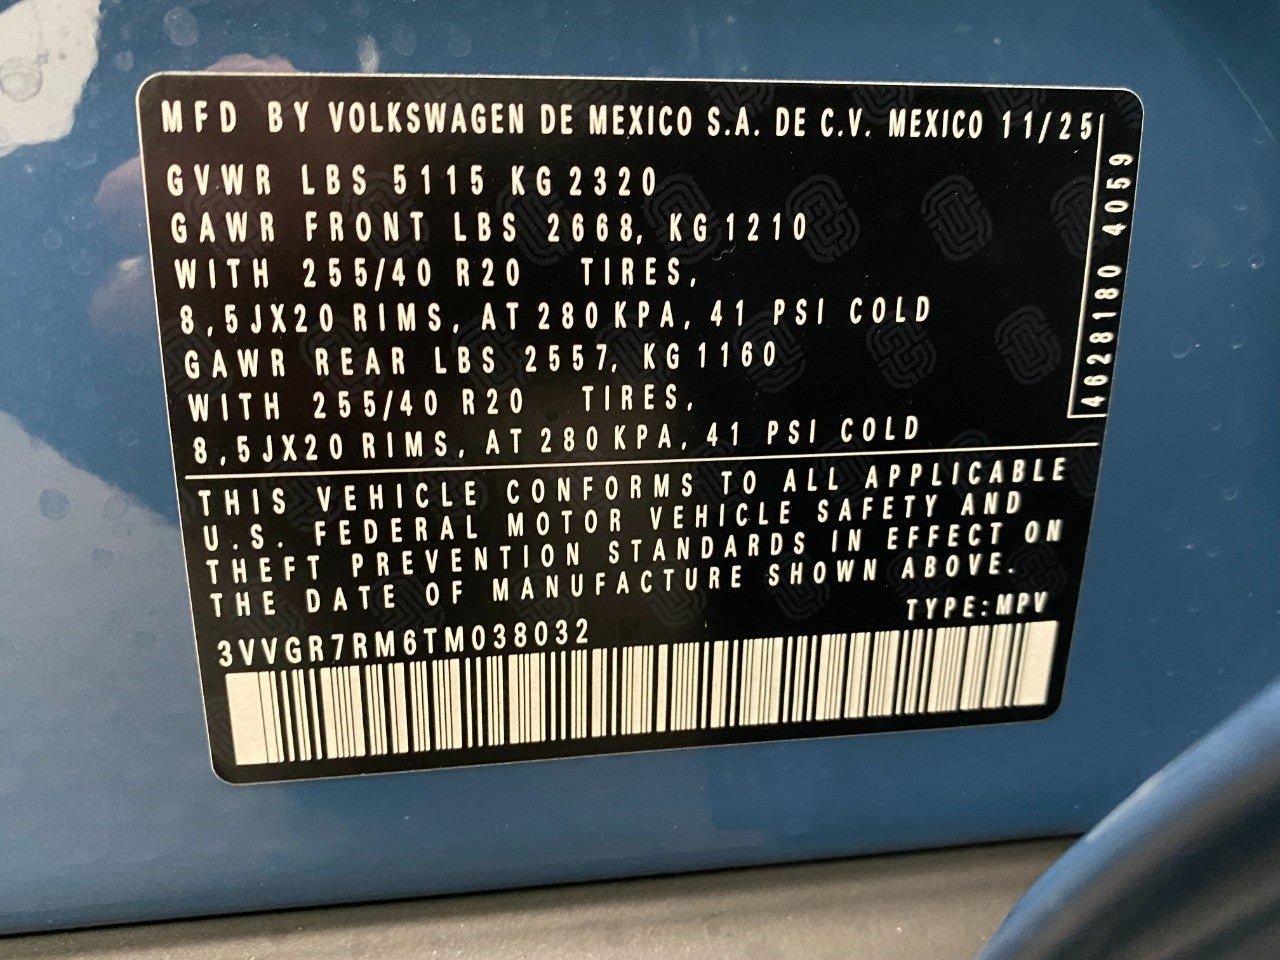 MFD BY VOLKSWAGEN DE MEXICO S.A. DE C.V. MEXICO 11/25
GVWR LBS 5115 KG 2320
GAWR FRONT LBS 2668, KG 1210
WITH 255/40 R20 TIRES,
8,5JX20 RIMS, AT 280 KPA, 41 PSI COLD
GAWR REAR LBS 2557, KG 1160
WITH 255/40 R20 TIRES,
8,5JX20 RIMS, AT 280 KPA, 41 PSI COLD
4628180 4059
THIS VEHICLE CONFORMS TO ALL APPLICABLE
U.S. FEDERAL MOTOR VEHICLE SAFETY AND
THEFT PREVENTION STANDARDS IN EFFECT ON
THE DATE OF MANUFACTURE SHOWN ABOVE.
TYPE:MPV
3VVGR7RM6TM038032